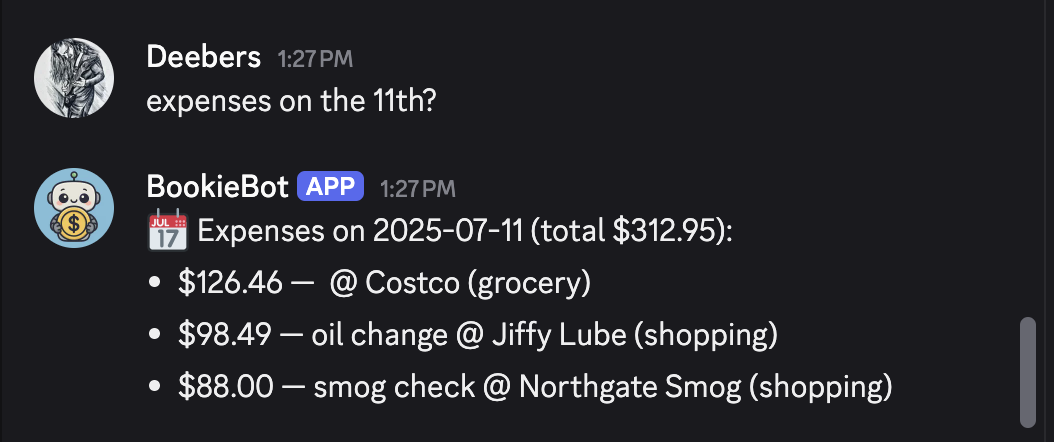 Deebers 1:27 PM
expenses on the 11th?
BookieBot APP 1:27 PM
JUL 17 Expenses on 2025-07-11 (total $312.95):
• $126.46 — @ Costco (grocery)
• $98.49 — oil change @ Jiffy Lube (shopping)
• $88.00 — smog check @ Northgate Smog (shopping)